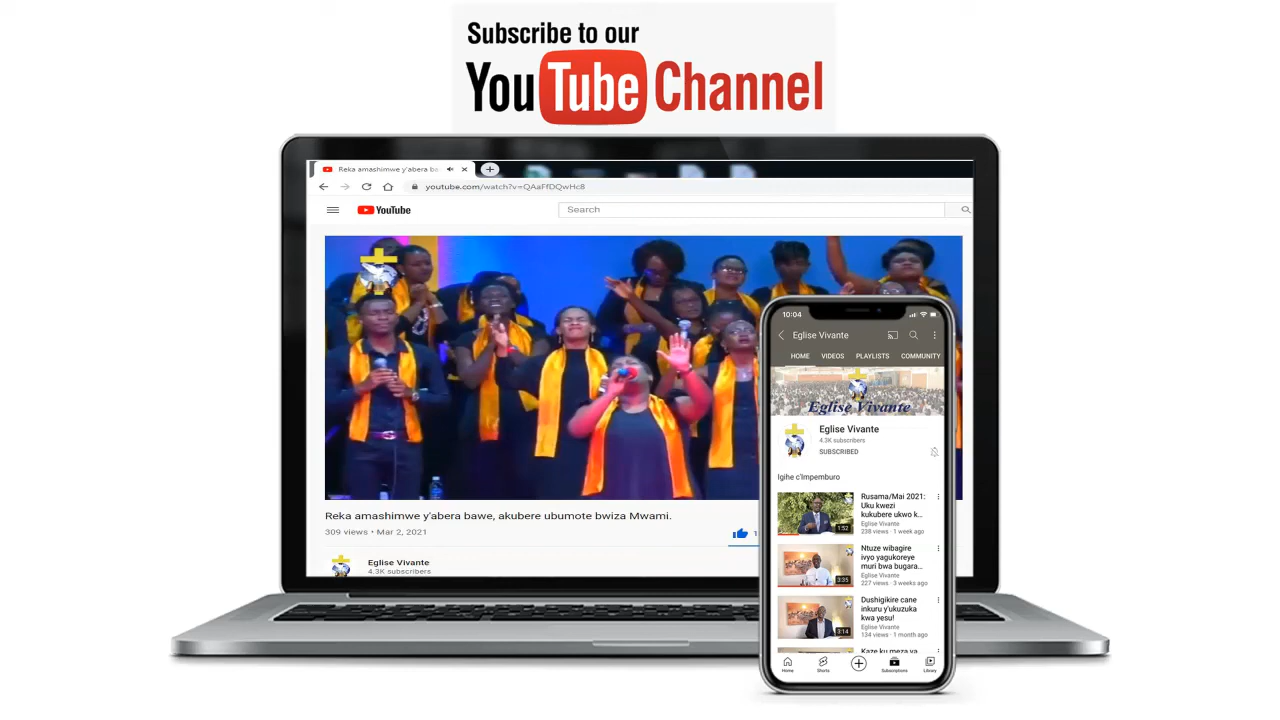 Subscribe to our
YouTube Channel
Reka amashimwe y'abera ba
youtube.com/watch?v=QAaFfDQwHc8
YouTube
Search
Reka amashimwe y'abera bawe, akubere ubumote bwiza Mwami.
309 views • Mar 2, 2021
1
Eglise Vivante
4.3K subscribers
10:04
Eglise Vivante
HOME VIDEOS PLAYLISTS COMMUNITY
Eglise Vivante
Eglise Vivante
4.3K subscribers
SUBSCRIBED
Igihe c'Impemburo
1:52
Rusama/Mai 2021:
Uku kwezi
kukubere ukwo k...
Eglise Vivante
238 views · 1 week ago
3:35
Ntuze wibagire
ivyo yagukoreye
muri bwa bugara...
Eglise Vivante
227 views · 3 weeks ago
3:14
Dushigikire cane
inkuru y'ukuzuka
kwa yesu!
Eglise Vivante
134 views · 1 month ago
Kaze ku meza ya
Home Shorts Subscriptions Library